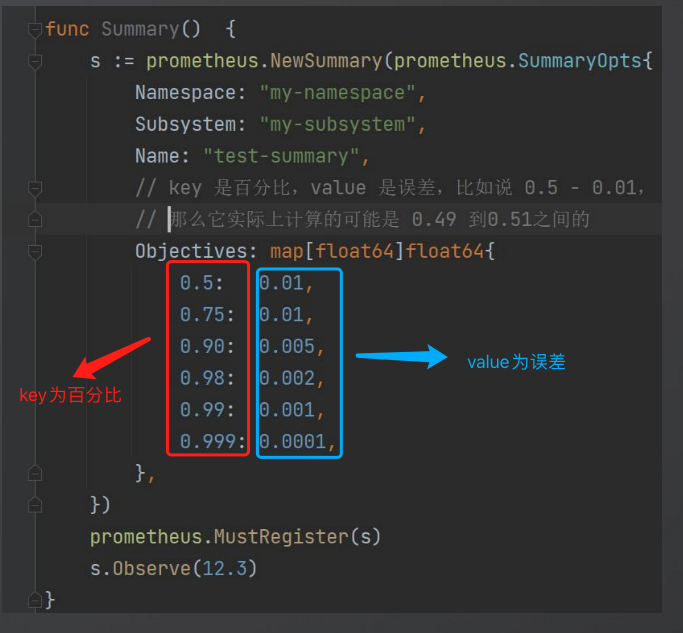 func Summary()  {
s := prometheus.NewSummary(prometheus.SummaryOpts{
Namespace: "my-namespace",
Subsystem: "my-subsystem",
Name: "test-summary",
// key 是百分比，value 是误差，比如说 0.5 - 0.01，
// 那么它实际上计算的可能是 0.49 到0.51之间的
Objectives: map[float64]float64{
0.5:   0.01,
0.75:  0.01,
0.90:  0.005,
0.98:  0.002,
0.99:  0.001,
0.999: 0.0001,
},
})
prometheus.MustRegister(s)
s.Observe(12.3)
}
key为百分比
value为误差